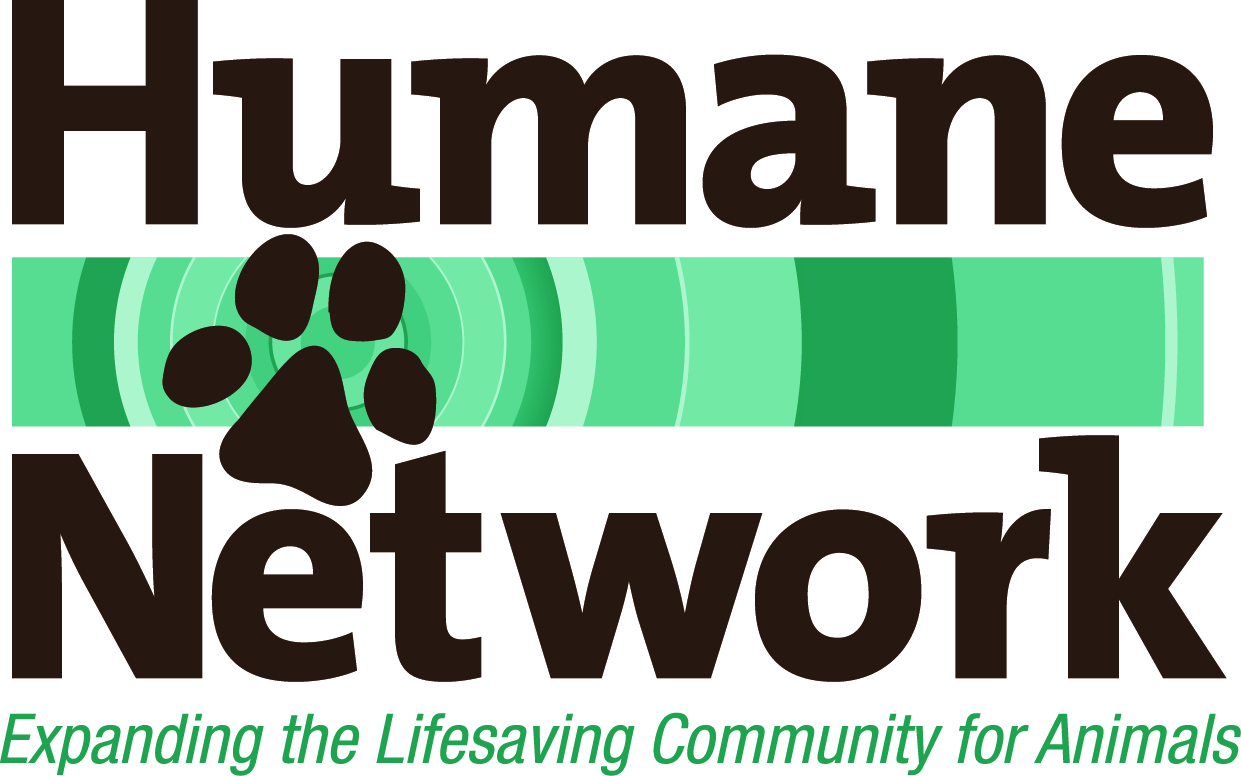 Humane
Network
Expanding the Lifesaving Community for Animals